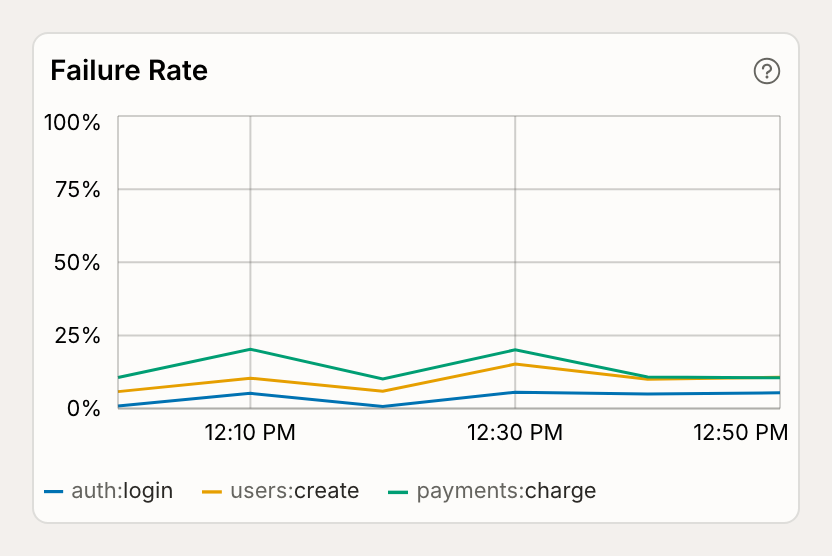 Failure Rate
?
100%
75%
50%
25%
0%
12:10 PM 12:30 PM 12:50 PM
auth:login users:create payments:charge